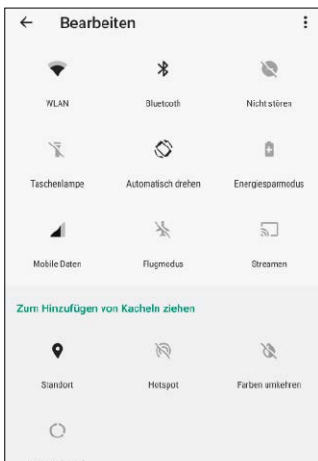 Bearbeiten
WLAN Bluetooth Nicht stören
Taschenlampe Automatisch drehen Energiesparmodus
Mobile Daten Flugmodus Streamen
Zum Hinzufügen von Kacheln ziehen
Standort Hotspot Farben umkehren